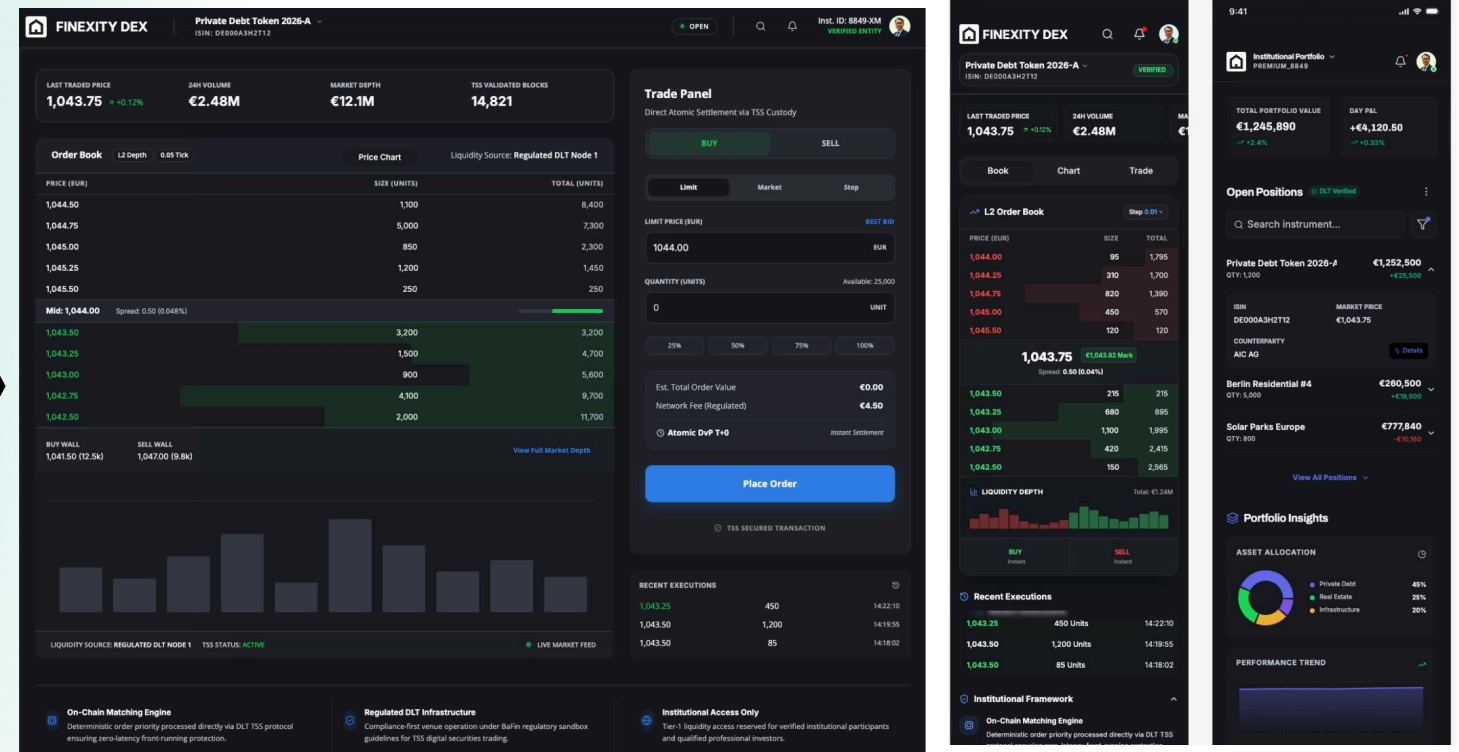 FINEXITY DEX
Private Debt Token 2026-A
ISIN: DE000A3H2T12
OPEN
Inst. ID: 8849-XM
VERIFIED ENTITY
LAST TRADED PRICE
1,043.75 +0.12%
24H VOLUME
€2.48M
MARKET DEPTH
€12.1M
TSS VALIDATED BLOCKS
14,821
Order Book L2 Depth 0.05 Tick
Price Chart
Liquidity Source: Regulated DLT Node 1
PRICE (EUR) SIZE (UNITS) TOTAL (UNITS)
1,044.50 1,100 8,400
1,044.75 5,000 7,300
1,045.00 850 2,300
1,045.25 1,200 1,450
1,045.50 250 250
Mid: 1,044.00 Spread: 0.50 (0.048%)
1,043.50 3,200 3,200
1,043.25 1,500 4,700
1,043.00 900 5,600
1,042.75 4,100 9,700
1,042.50 2,000 11,700
BUY WALL
1,041.50 (12.5k)
SELL WALL
1,047.00 (9.8k)
View Full Market Depth
LIQUIDITY SOURCE: REGULATED DLT NODE 1 TSS STATUS: ACTIVE
LIVE MARKET FEED
Trade Panel
Direct Atomic Settlement via TSS Custody
BUY SELL
Limit Market Stop
LIMIT PRICE (EUR) BEST BID
1044.00 EUR
QUANTITY (UNITS) Available: 25,000
0 UNIT
25% 50% 75% 100%
Est. Total Order Value €0.00
Network Fee (Regulated) €4.50
Atomic DvP T+0 Instant Settlement
Place Order
TSS SECURED TRANSACTION
RECENT EXECUTIONS
1,043.25 450 14:22:10
1,043.50 1,200 14:19:55
1,043.50 85 14:18:02
On-Chain Matching Engine
Deterministic order priority processed directly via DLT TSS protocol
ensuring zero-latency front-running protection.
Regulated DLT Infrastructure
Compliance-first venue operation under BaFin regulatory sandbox
guidelines for TSS digital securities trading.
Institutional Access Only
Tier-1 liquidity access reserved for verified institutional participants
and qualified professional investors.
FINEXITY DEX
Private Debt Token 2026-A
ISIN: DE000A3H2T12
VERIFIED
LAST TRADED PRICE
1,043.75 +0.12%
24H VOLUME
€2.48M
MA
€1
Book Chart Trade
L2 Order Book Step 0.01
PRICE (EUR) SIZE TOTAL
1,044.00 95 1,795
1,044.25 310 1,700
1,044.75 820 1,390
1,045.00 450 570
1,045.50 120 120
1,043.75 €1,043.82 Mark
Spread: 0.50 (0.04%)
1,043.50 215 215
1,043.25 680 895
1,043.00 1,100 1,995
1,042.75 420 2,415
1,042.50 150 2,565
LIQUIDITY DEPTH Total: €1.24M
BUY
Instant
SELL
Instant
Recent Executions
1,043.25 450 Units 14:22:10
1,043.50 1,200 Units 14:19:55
1,043.50 85 Units 14:18:02
Institutional Framework
On-Chain Matching Engine
Deterministic order priority processed directly via DLT TSS
9:41
Institutional Portfolio
PREMIUM_8849
TOTAL PORTFOLIO VALUE
€1,245,890
+2.4%
DAY P&L
+€4,120.50
+0.33%
Open Positions DLT Verified
Search instrument...
Private Debt Token 2026-A €1,252,500
QTY: 1,200 +€25,500
ISIN
DE000A3H2T12
MARKET PRICE
€1,043.75
COUNTERPARTY
AIC AG
Details
Berlin Residential #4 €260,500
QTY: 5,000 +€18,500
Solar Parks Europe €777,840
QTY: 800 -€10,160
View All Positions
Portfolio Insights
ASSET ALLOCATION
Private Debt 45%
Real Estate 25%
Infrastructure 20%
PERFORMANCE TREND